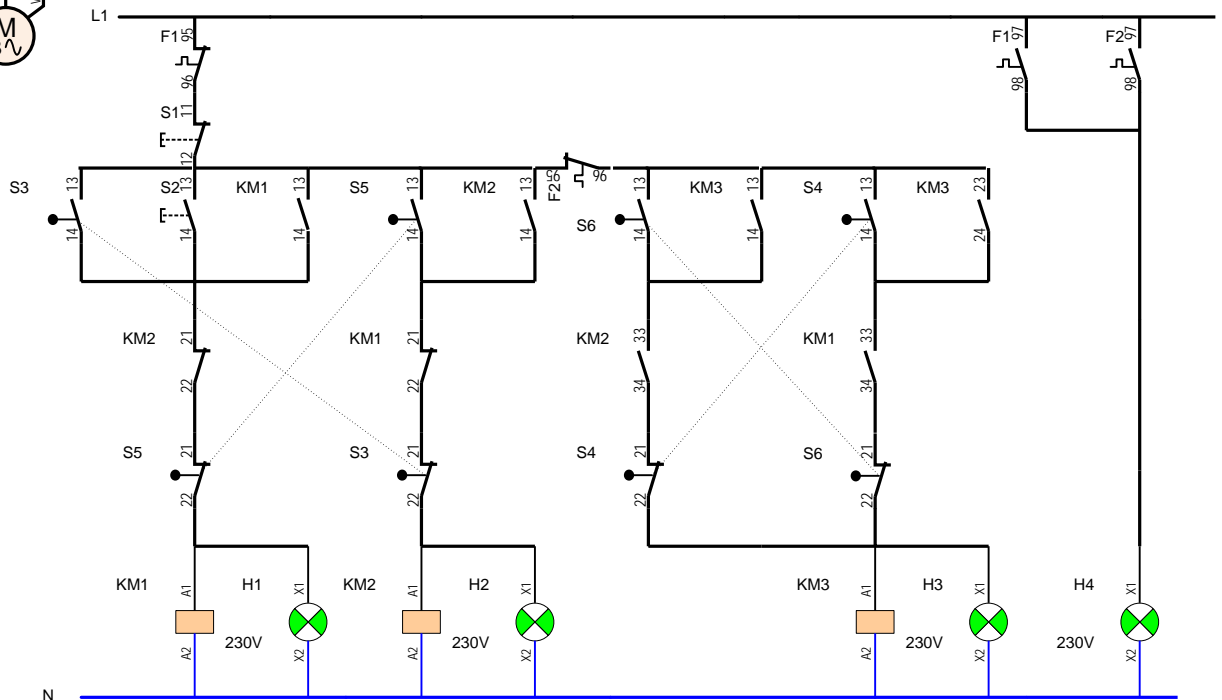 L1
M
3
F1 95
96
F1 97
98
F2 97
98
S1 11
12
S3 13
14
S2 13
14
KM1 13
14
S5 13
14
KM2 13
14
F2 95 96
S6 13
14
KM3 13
14
S4 13
14
KM3 23
24
KM2 21
22
KM1 21
22
KM2 33
34
KM1 33
34
S5 21
22
S3 21
22
S4 21
22
S6 21
22
KM1 A1
A2
H1 X1
230V X2
KM2 A1
A2
H2 X1
230V X2
KM3 A1
A2
H3 X1
230V X2
H4 X1
230V X2
N